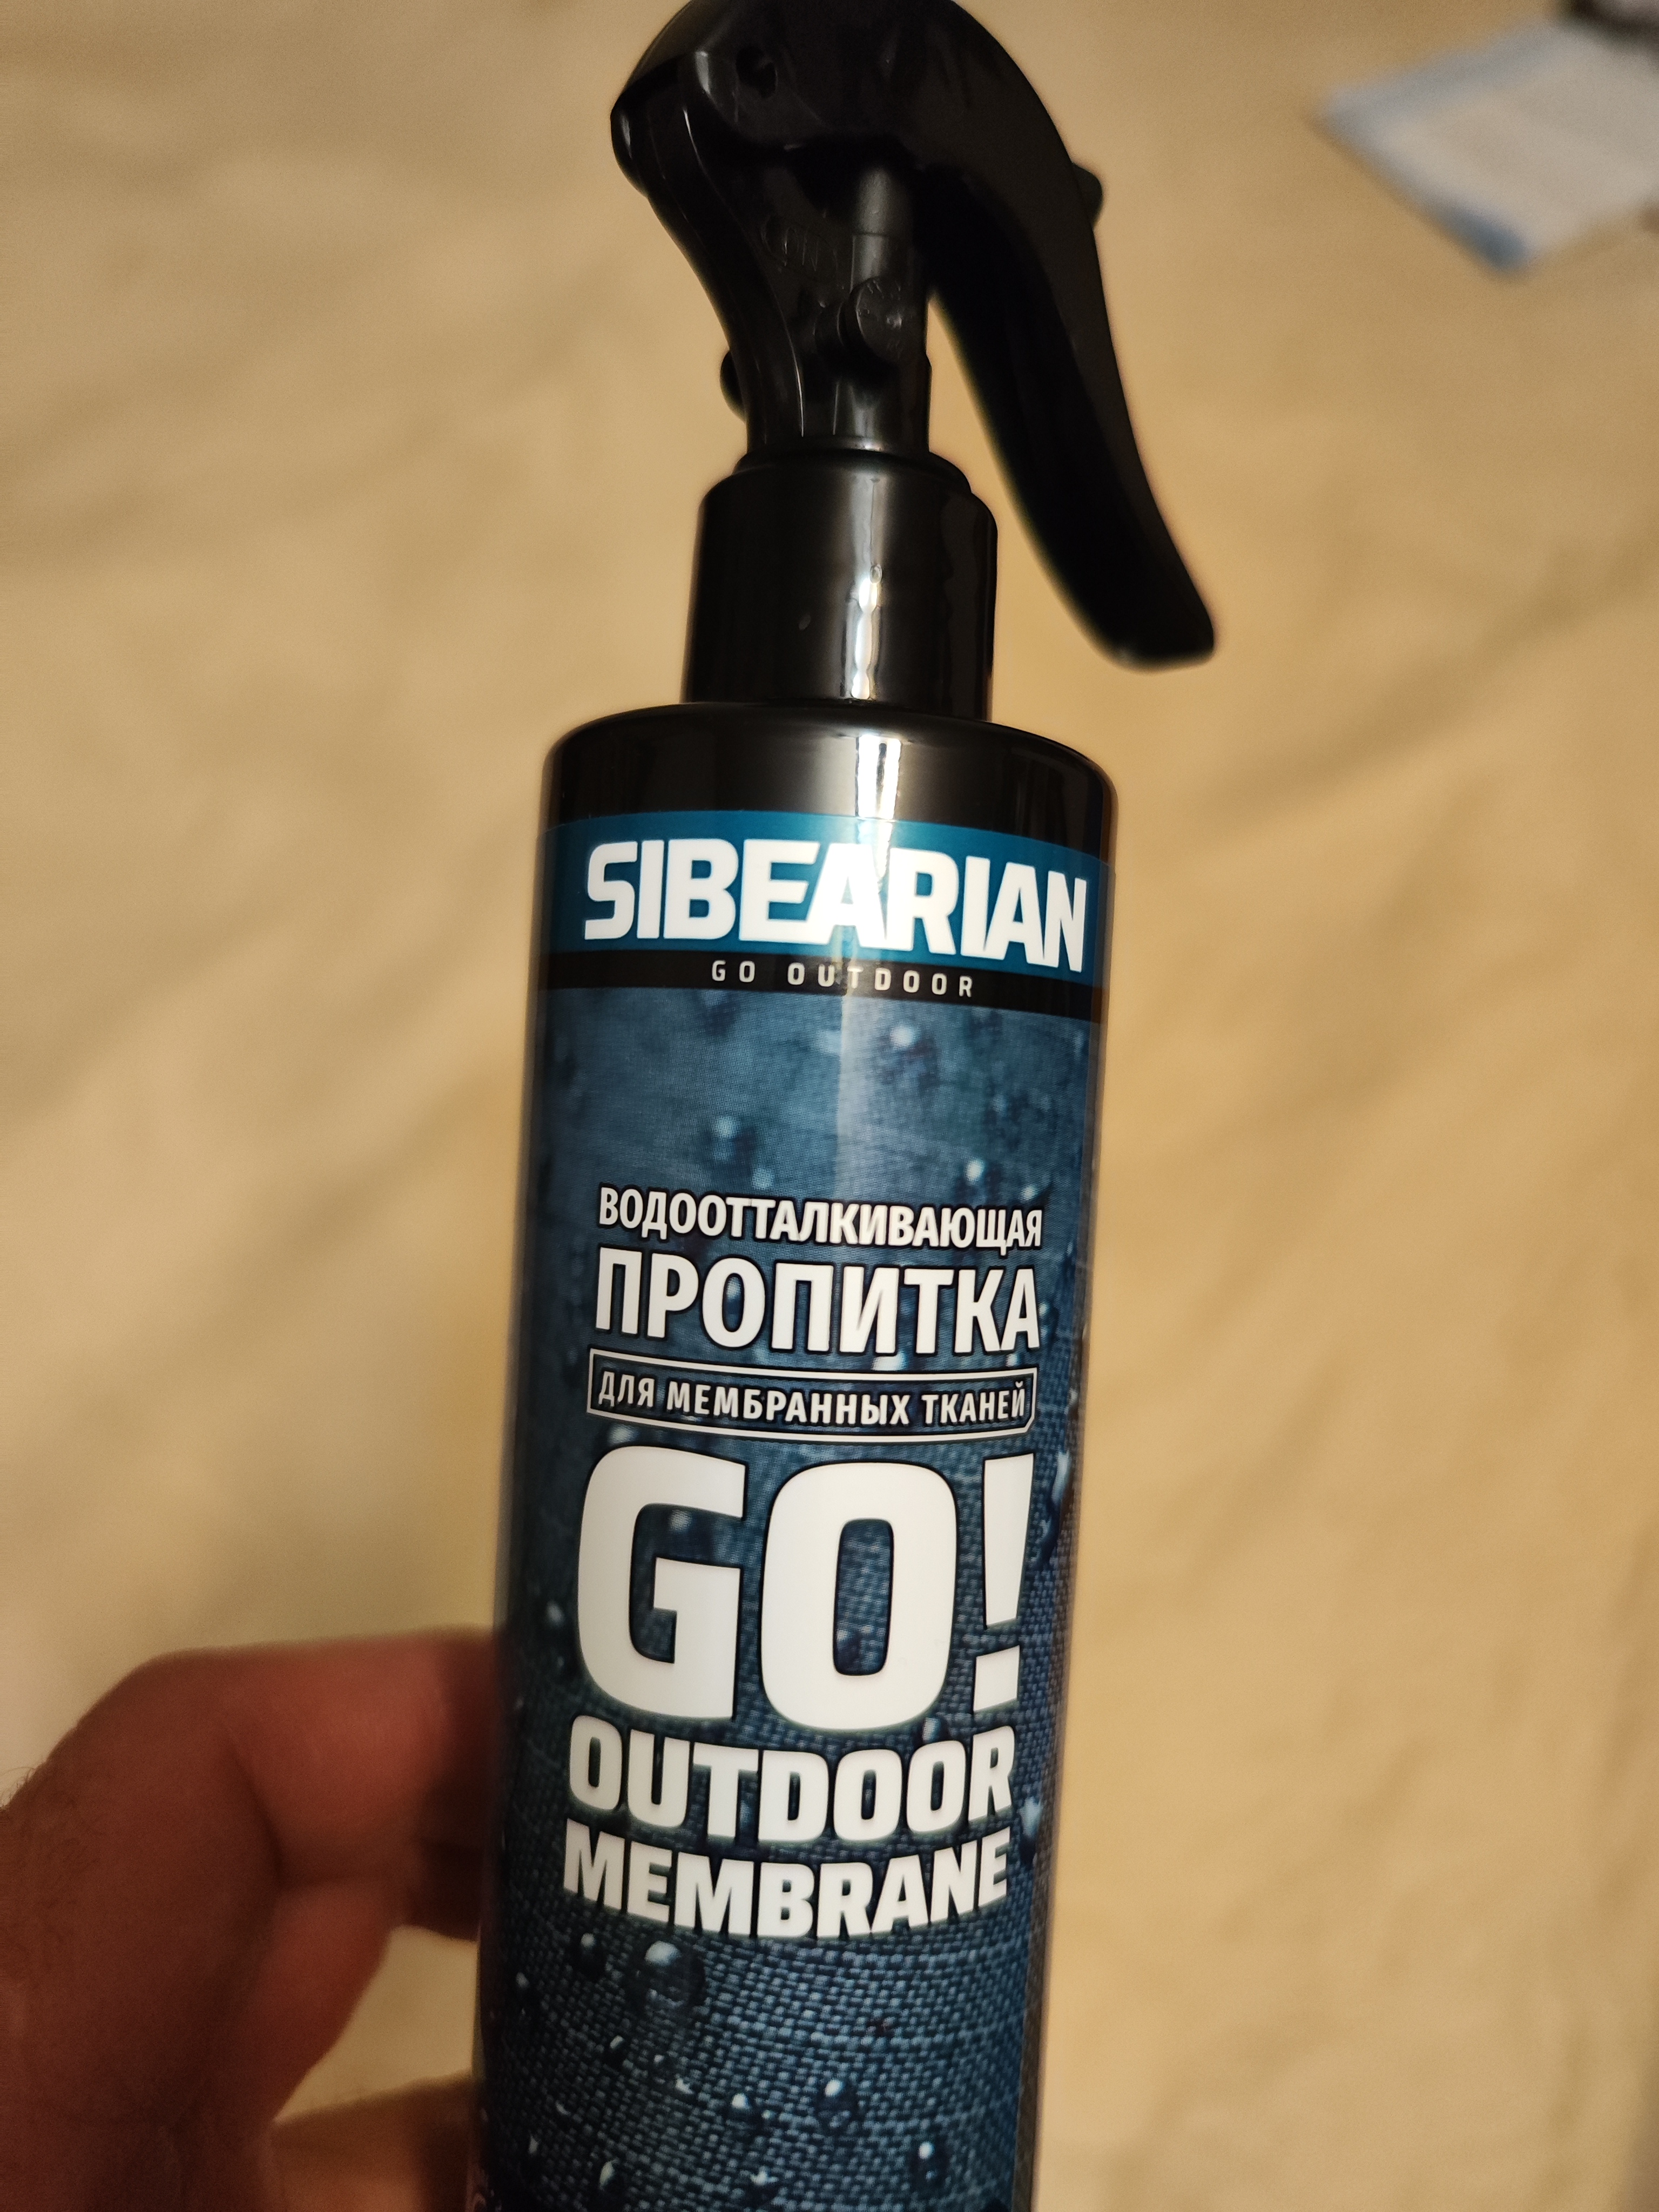 SIBEARIAN
GO OUTDOOR
ВОДООТТАЛКИВАЮЩАЯ
ПРОПИТКА
ДЛЯ МЕМБРАННЫХ ТКАНЕЙ
GO!
OUTDOOR
MEMBRANE